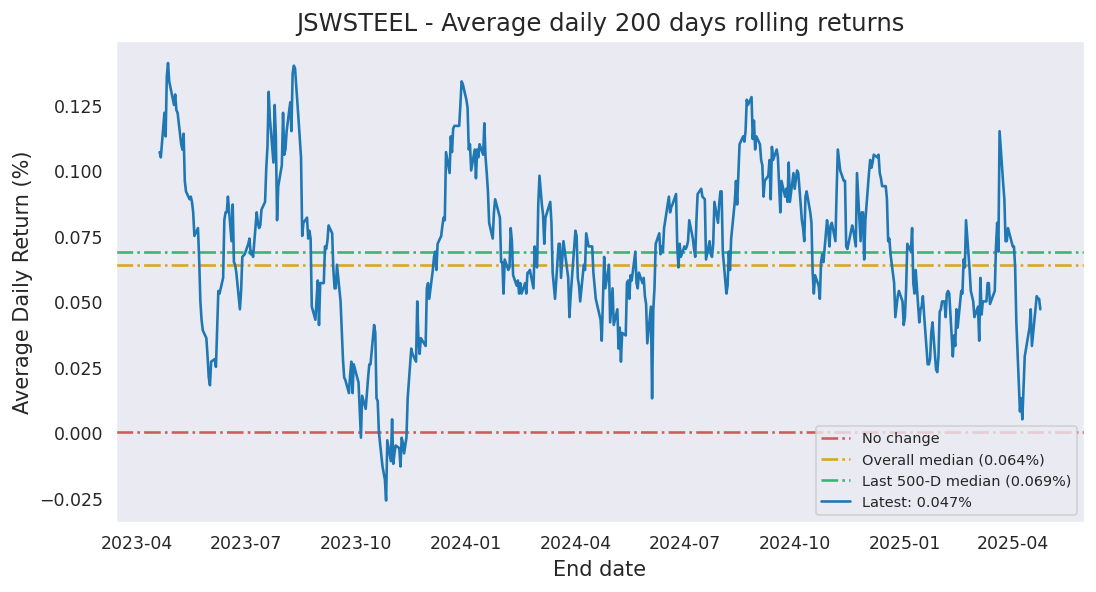 JSWSTEEL - Average daily 200 days rolling returns
Average Daily Return (%)
0.125
0.100
0.075
0.050
0.025
0.000
−0.025
No change
Overall median (0.064%)
Last 500-D median (0.069%)
Latest: 0.047%
2023-04 2023-07 2023-10 2024-01 2024-04 2024-07 2024-10 2025-01 2025-04
End date